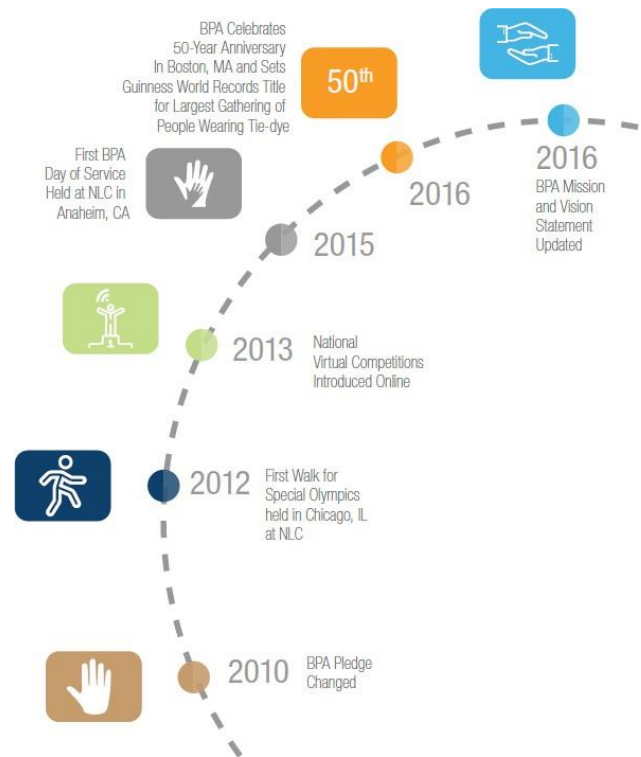 BPA Celebrates
50-Year Anniversary
In Boston, MA and Sets
Guinness World Records Title
for Largest Gathering of
People Wearing Tie-dye
50th
2016
2016
BPA Mission
and Vision
Statement
Updated
First BPA
Day of Service
Held at NLC in
Anaheim, CA
2015
1
2013
National
Virtual Competitions
Introduced Online
2012
First Walk for
Special Olympics
held in Chicago, IL
at NLC
2010
BPA Pledge
Changed